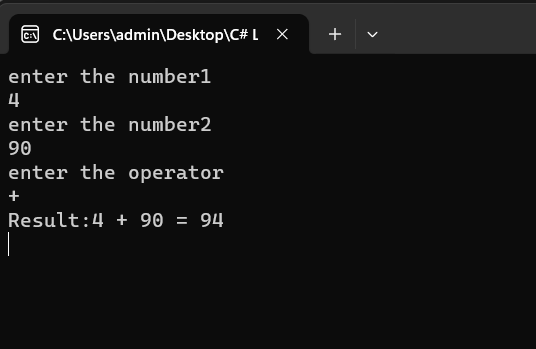 C:\Users\admin\Desktop\C# L
enter the number1
4
enter the number2
90
enter the operator
+
Result:4 + 90 = 94